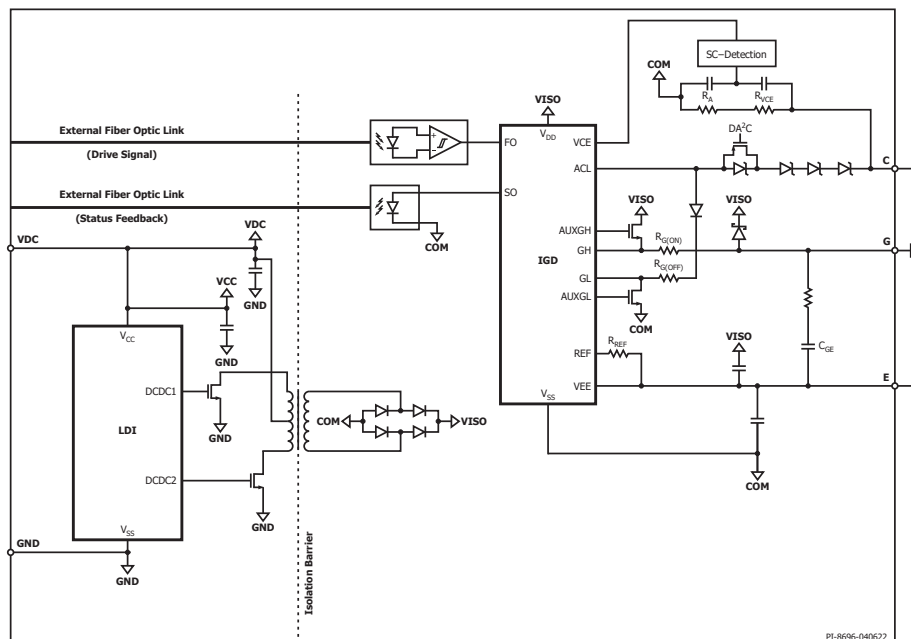 SC–Detection
COM
R_A
R_VCE
VISO
DA²C
External Fiber Optic Link
(Drive Signal)
FO
V_DD
VCE
ACL
C
External Fiber Optic Link
(Status Feedback)
SO
COM
VISO
VISO
VDC
VDC
AUXGH
GH
R_G(ON)
G
IGD
GL
R_G(OFF)
AUXGL
COM
VCC
GND
GND
V_CC
REF
R_REF
VISO
C_GE
VEE
E
V_SS
DCDC1
GND
COM
VISO
LDI
DCDC2
GND
COM
V_SS
GND
GND
Isolation Barrier
PI-8696-040622